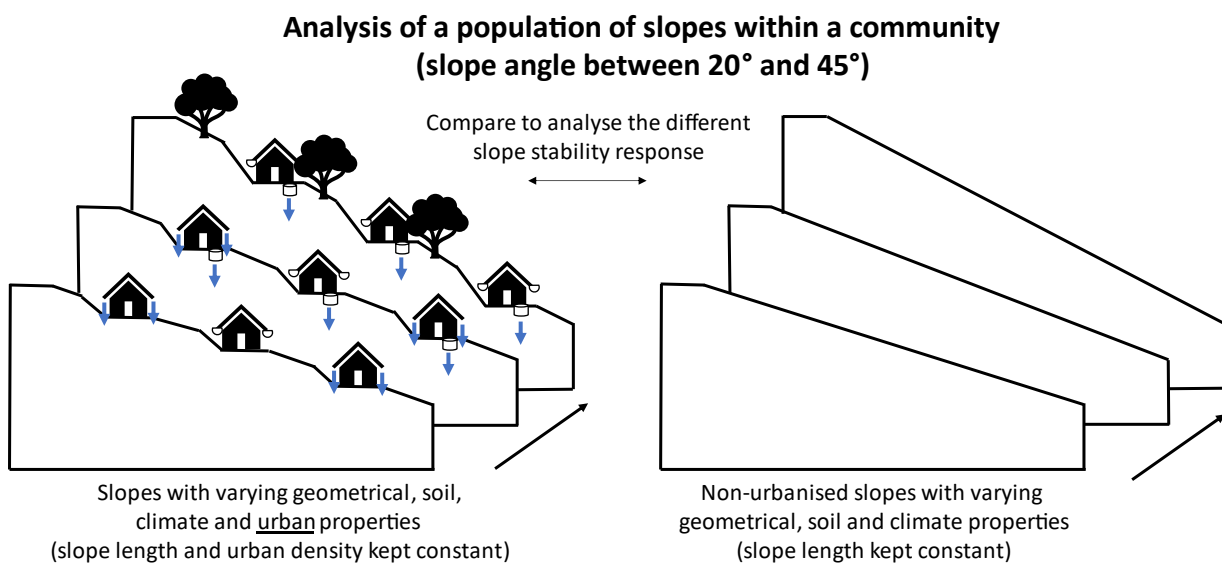 Analysis of a population of slopes within a community
(slope angle between 20° and 45°)
Compare to analyse the different
slope stability response
Slopes with varying geometrical, soil,
climate and urban properties
(slope length and urban density kept constant)
Non-urbanised slopes with varying
geometrical, soil and climate properties
(slope length kept constant)